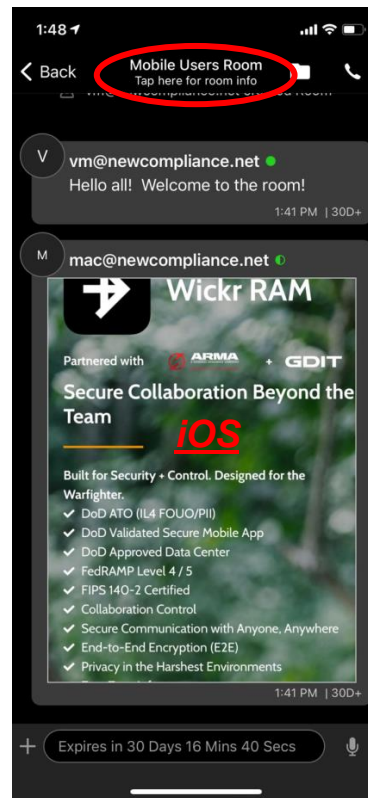 1:48
Back
Mobile Users Room
Tap here for room info
V
vm@newcompliance.net
Hello all! Welcome to the room!
1:41 PM | 30D+
M
mac@newcompliance.net
Wickr RAM
Partnered with ARMA + GDIT
Secure Collaboration Beyond the
Team
iOS
Built for Security + Control. Designed for the
Warfighter.
✓ DoD ATO (IL4 FOUO/PII)
✓ DoD Validated Secure Mobile App
✓ DoD Approved Data Center
✓ FedRAMP Level 4 / 5
✓ FIPS 140-2 Certified
✓ Collaboration Control
✓ Secure Communication with Anyone, Anywhere
✓ End-to-End Encryption (E2E)
✓ Privacy in the Harshest Environments
1:41 PM | 30D+
Expires in 30 Days 16 Mins 40 Secs